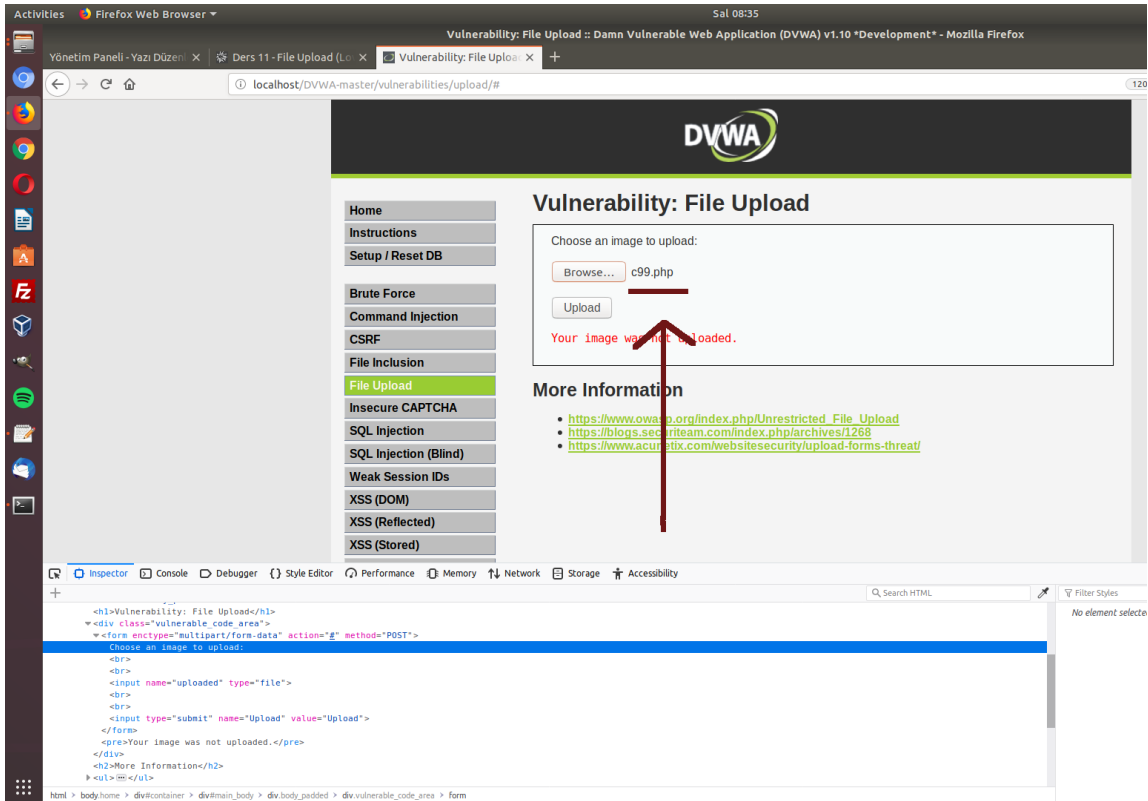 Activities Firefox Web Browser Sal 08:35
Vulnerability: File Upload :: Damn Vulnerable Web Application (DVWA) v1.10 *Development* - Mozilla Firefox
Yönetim Paneli - Yazı Düzenl Ders 11 - File Upload (Lo Vulnerability: File Uploa
localhost/DVWA-master/vulnerabilities/upload/# 120
DVWA
Home
Instructions
Setup / Reset DB
Brute Force
Command Injection
CSRF
File Inclusion
File Upload
Insecure CAPTCHA
SQL Injection
SQL Injection (Blind)
Weak Session IDs
XSS (DOM)
XSS (Reflected)
XSS (Stored)
Vulnerability: File Upload
Choose an image to upload:
Browse... c99.php
Upload
Your image was not uploaded.
More Information
https://www.owasp.org/index.php/Unrestricted_File_Upload
https://blogs.securiteam.com/index.php/archives/1268
https://www.acunetix.com/websitesecurity/upload-forms-threat/
Inspector Console Debugger {} Style Editor Performance Memory Network Storage Accessibility
+ Search HTML Filter Styles
No element selected
<h1>Vulnerability: File Upload</h1>
<div class="vulnerable_code_area">
<form enctype="multipart/form-data" action="#" method="POST">
Choose an image to upload:
<br>
<br>
<input name="uploaded" type="file">
<br>
<br>
<input type="submit" name="Upload" value="Upload">
</form>
<pre>Your image was not uploaded.</pre>
</div>
<h2>More Information</h2>
<ul>…</ul>
html > body.home > div#container > div#main_body > div.body_padded > div.vulnerable_code_area > form